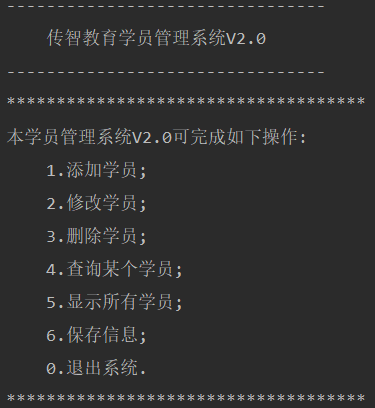 --------------------------------
传智教育学员管理系统V2.0
--------------------------------
************************************
本学员管理系统V2.0可完成如下操作:
1.添加学员;
2.修改学员;
3.删除学员;
4.查询某个学员;
5.显示所有学员;
6.保存信息;
0.退出系统.
************************************